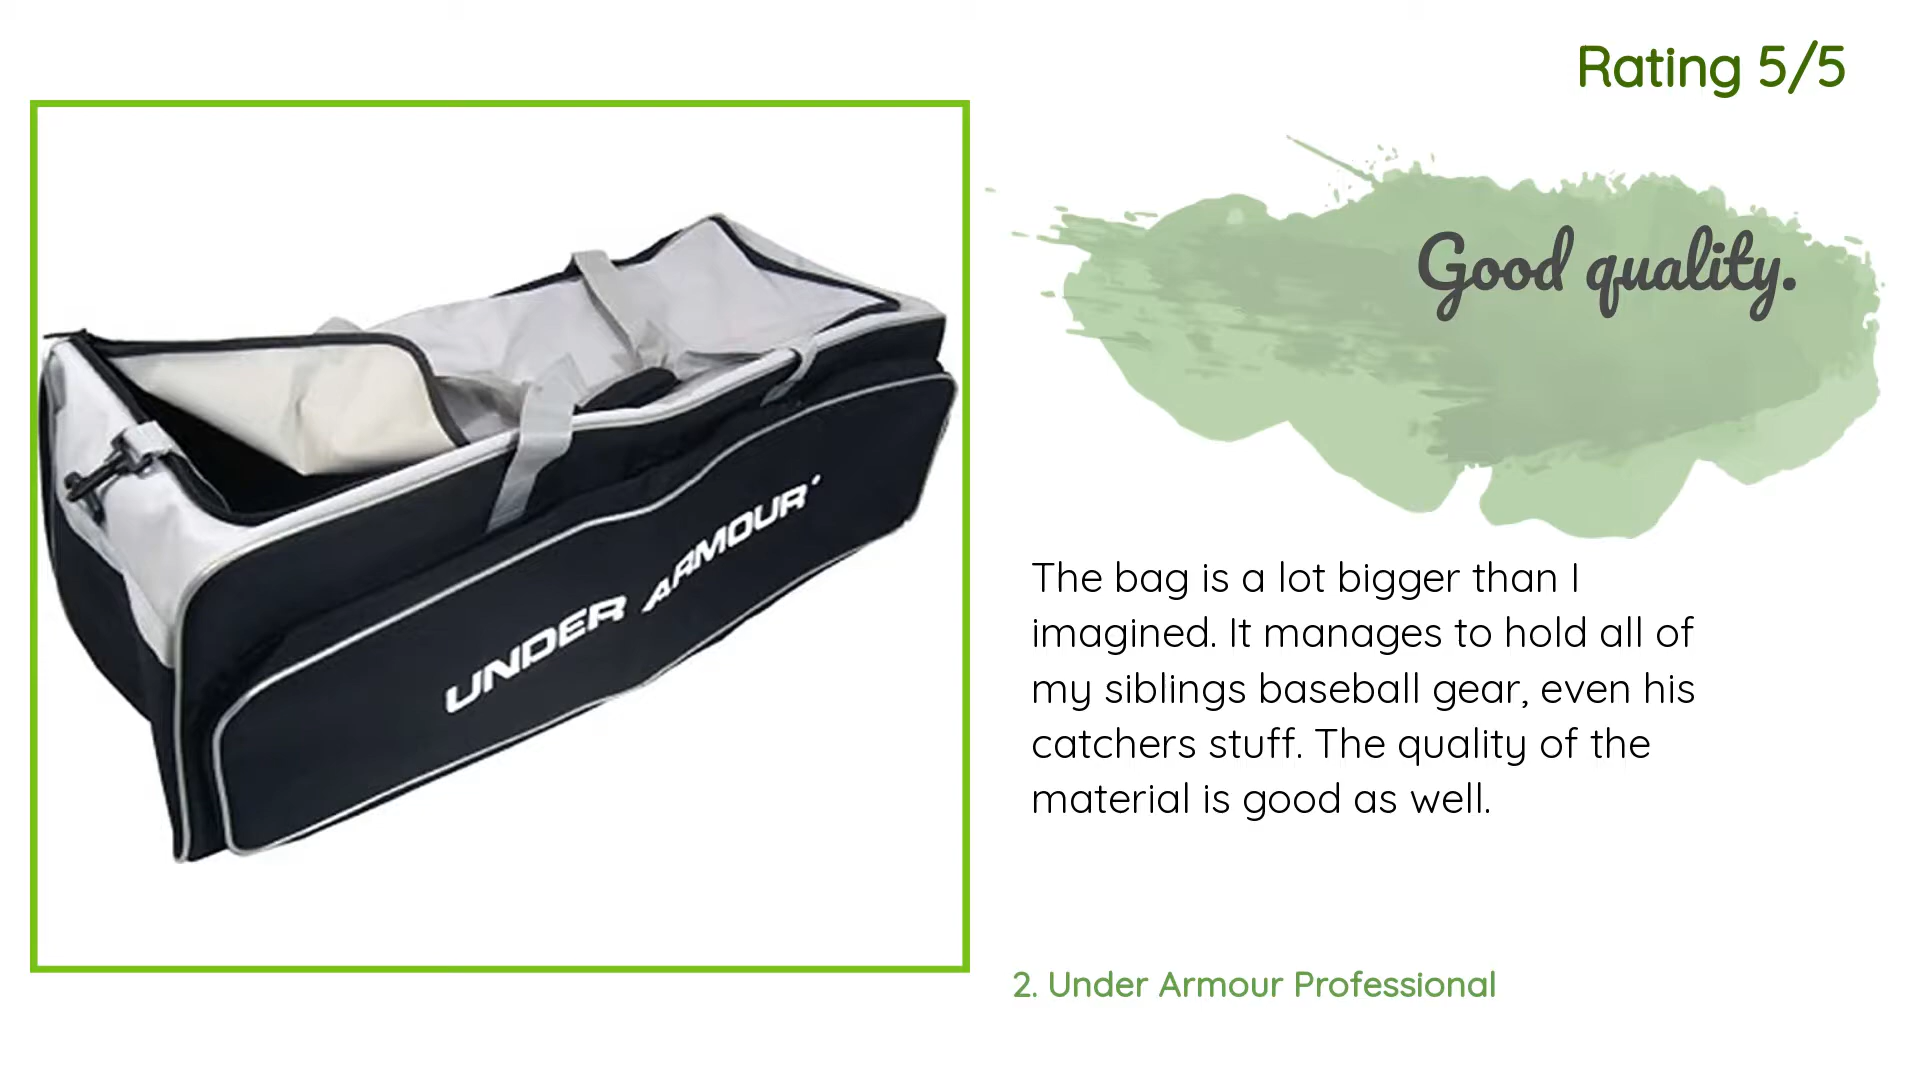 Rating 5/5
Good quality.
UNDER ARMOUR
The bag is a lot bigger than I
imagined. It manages to hold all of
my siblings baseball gear, even his
catchers stuff. The quality of the
material is good as well.
2. Under Armour Professional